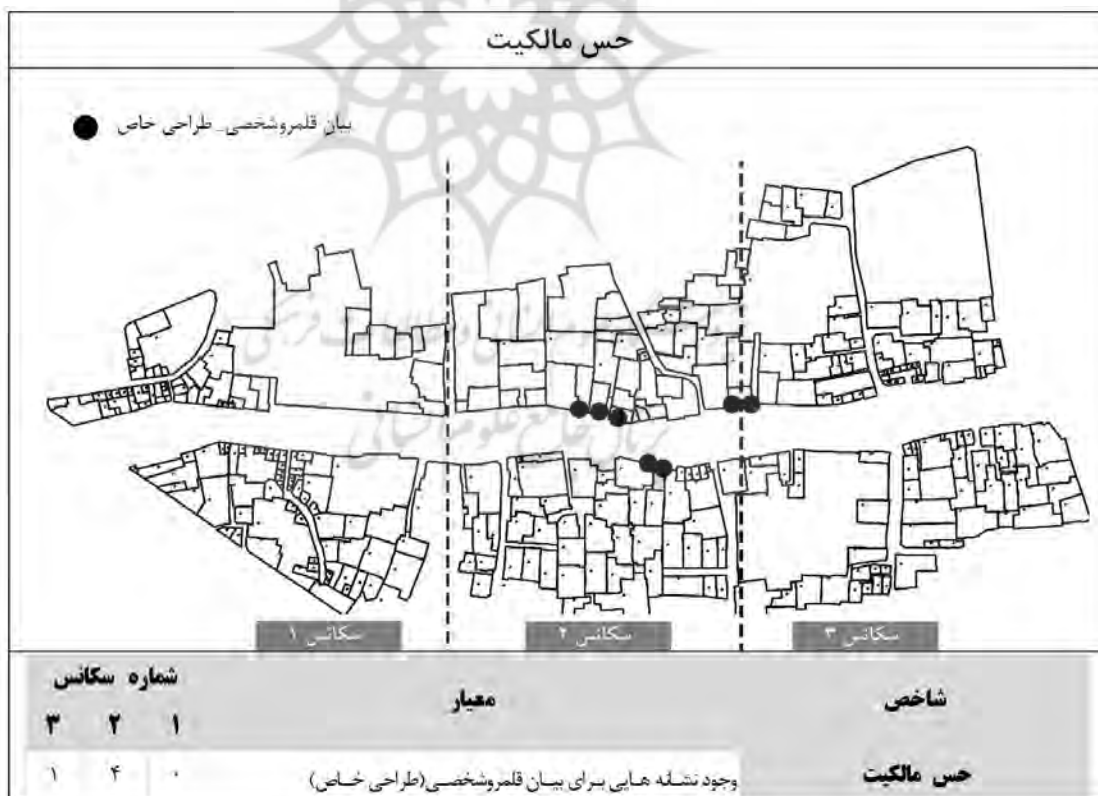 حس مالکیت
بیان قلمروشخصی_ طراحی خاص
سکانس ۱
سکانس ۲
سکانس ۳
شاخص
معیار
شماره سکانس
۱ ۲ ۳
حس مالکیت
وجود نشانه هایی برای بیان قلمروشخصی(طراحی خاص)
۰ ۴ ۱